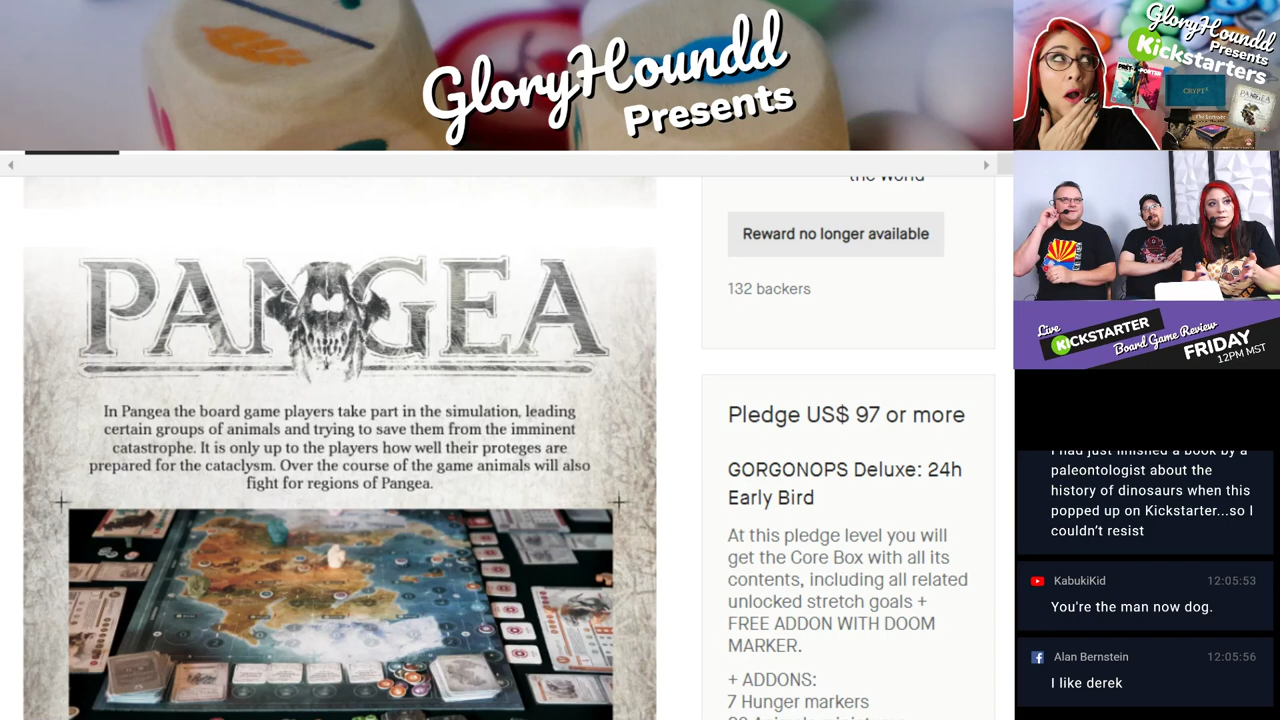 GloryHoundd
Presents
GloryHoundd
Presents
Kickstarters
CRYPT
PANGEA
the World
Reward no longer available
132 backers
PANGEA
In Pangea the board game players take part in the simulation, leading
certain groups of animals and trying to save them from the imminent
catastrophe. It is only up to the players how well their proteges are
prepared for the cataclysm. Over the course of the game animals will also
fight for regions of Pangea.
Pledge US$ 97 or more
GORGONOPS Deluxe: 24h
Early Bird
At this pledge level you will
get the Core Box with all its
contents, including all related
unlocked stretch goals +
FREE ADDON WITH DOOM
MARKER.
+ ADDONS:
7 Hunger markers
Live
KICKSTARTER
Board Game Review
FRIDAY
12PM MST
I had just finished a book by a
paleontologist about the
history of dinosaurs when this
popped up on Kickstarter...so I
couldn't resist
KabukiKid 12:05:53
You're the man now dog.
Alan Bernstein 12:05:56
I like derek